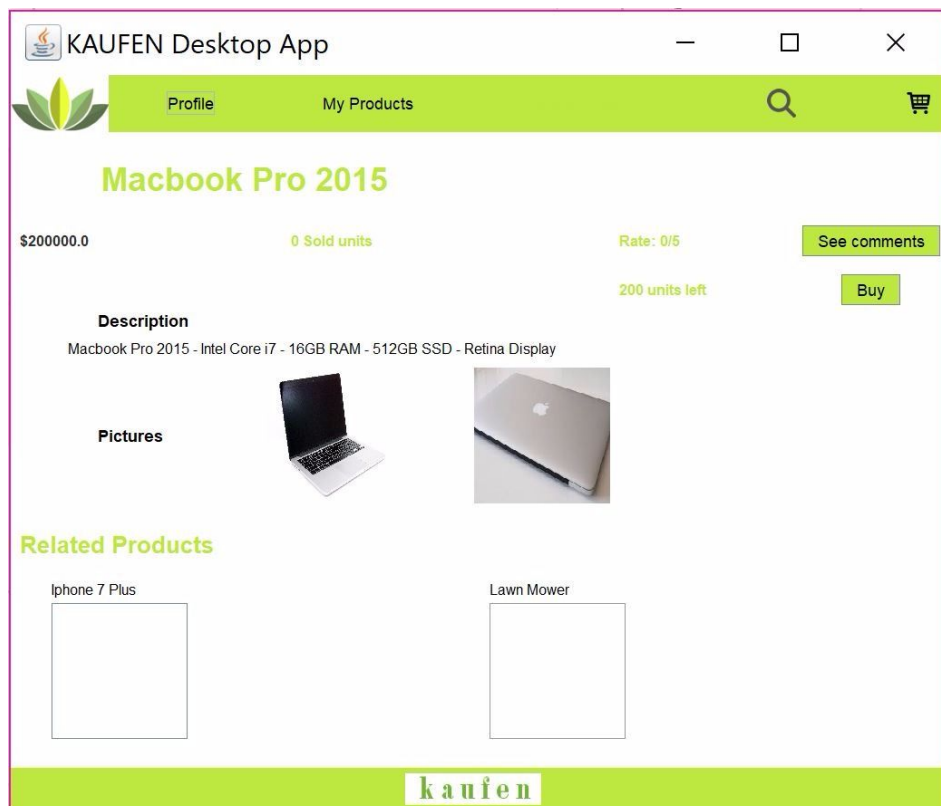 KAUFEN Desktop App
Profile My Products
Macbook Pro 2015
$200000.0 0 Sold units Rate: 0/5 See comments
200 units left Buy
Description
Macbook Pro 2015 - Intel Core i7 - 16GB RAM - 512GB SSD - Retina Display
Pictures
Related Products
Iphone 7 Plus Lawn Mower
kaufen